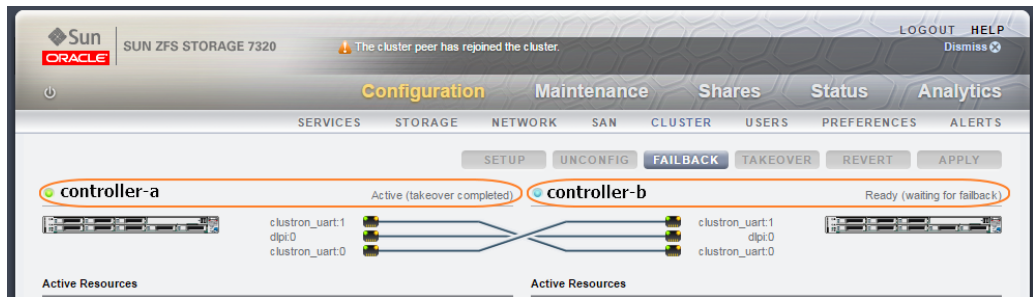 Sun
ORACLE
SUN ZFS STORAGE 7320
The cluster peer has rejoined the cluster.
LOGOUT HELP
Dismiss
Configuration Maintenance Shares Status Analytics
SERVICES STORAGE NETWORK SAN CLUSTER USERS PREFERENCES ALERTS
SETUP UNCONFIG FAILBACK TAKEOVER REVERT APPLY
controller-a Active (takeover completed) controller-b Ready (waiting for failback)
clustron_uart:1 clustron_uart:1
dlpi:0 dlpi:0
clustron_uart:0 clustron_uart:0
Active Resources Active Resources